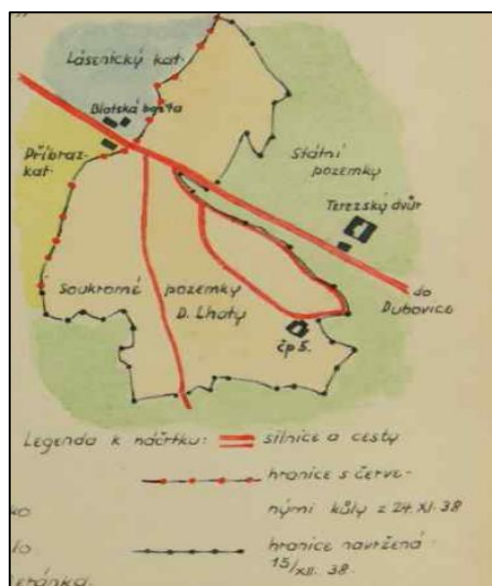 Lásenický kat.
Blatská bašta
Příbraz-
kat.
Státní
pozemky
Terezský dvůr
do
Dubovice
Soukromé pozemky
D. Lhoty
čp 5.
Legenda k náčrtku: silnice a cesty
hranice s červe-
nými kůly z 24. XI. 38
hranice navržená
15/XII. 38.